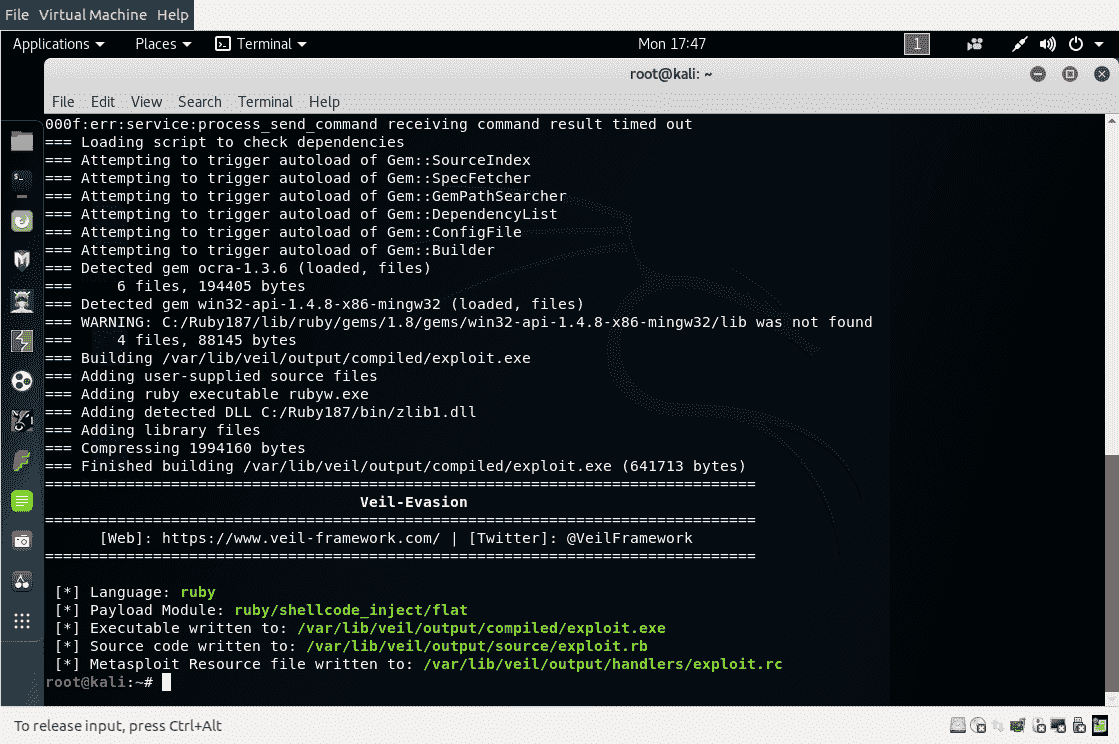 File Virtual Machine Help
Applications Places Terminal Mon 17:47 1
root@kali: ~
File Edit View Search Terminal Help
000f:err:service:process_send_command receiving command result timed out
=== Loading script to check dependencies
=== Attempting to trigger autoload of Gem::SourceIndex
=== Attempting to trigger autoload of Gem::SpecFetcher
=== Attempting to trigger autoload of Gem::GemPathSearcher
=== Attempting to trigger autoload of Gem::DependencyList
=== Attempting to trigger autoload of Gem::ConfigFile
=== Attempting to trigger autoload of Gem::Builder
=== Detected gem ocra-1.3.6 (loaded, files)
===     6 files, 194405 bytes
=== Detected gem win32-api-1.4.8-x86-mingw32 (loaded, files)
=== WARNING: C:/Ruby187/lib/ruby/gems/1.8/gems/win32-api-1.4.8-x86-mingw32/lib was not found
===     4 files, 88145 bytes
=== Building /var/lib/veil/output/compiled/exploit.exe
=== Adding user-supplied source files
=== Adding ruby executable rubyw.exe
=== Adding detected DLL C:/Ruby187/bin/zlib1.dll
=== Adding library files
=== Compressing 1994160 bytes
=== Finished building /var/lib/veil/output/compiled/exploit.exe (641713 bytes)
===============================================================================
Veil-Evasion
===============================================================================
[Web]: https://www.veil-framework.com/ | [Twitter]: @VeilFramework
===============================================================================
[*] Language: ruby
[*] Payload Module: ruby/shellcode_inject/flat
[*] Executable written to: /var/lib/veil/output/compiled/exploit.exe
[*] Source code written to: /var/lib/veil/output/source/exploit.rb
[*] Metasploit Resource file written to: /var/lib/veil/output/handlers/exploit.rc
root@kali:~#
To release input, press Ctrl+Alt